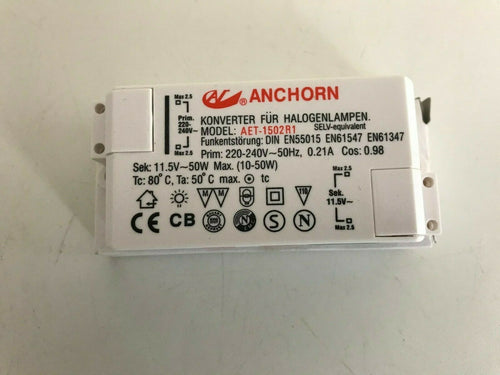 Max 2.5
Prim.
220-
240V~
ANCHORN
KONVERTER FÜR HALOGENLAMPEN.
MODEL: AET-1502R1 SELV-equivalent
Funkentstörung: DIN EN55015 EN61547 EN61347
Prim: 220-240V~50Hz, 0.21A Cos: 0.98
Sek: 11.5V~50W Max. (10-50W)
Tc: 80°C, Ta: 50°C max. tc
M M 110
CE CB
Max 2.5
Sek.
11.5V~
Max 2.5